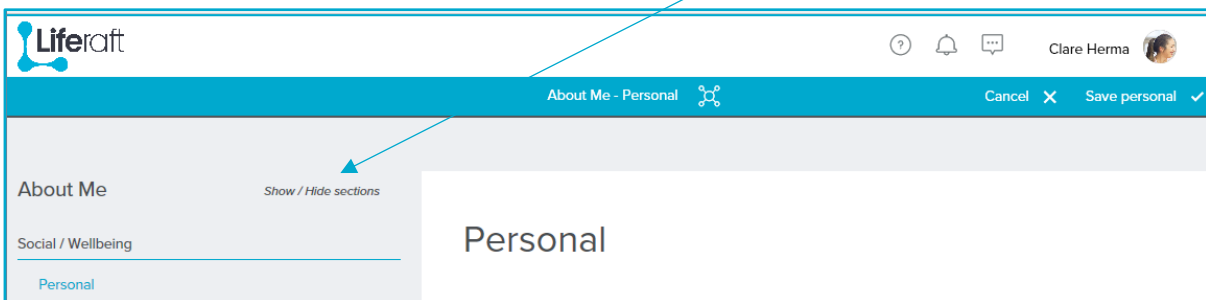 Liferaft
?
Clare Herma
About Me - Personal
Cancel
Save personal
About Me
Show / Hide sections
Personal
Social / Wellbeing
Personal